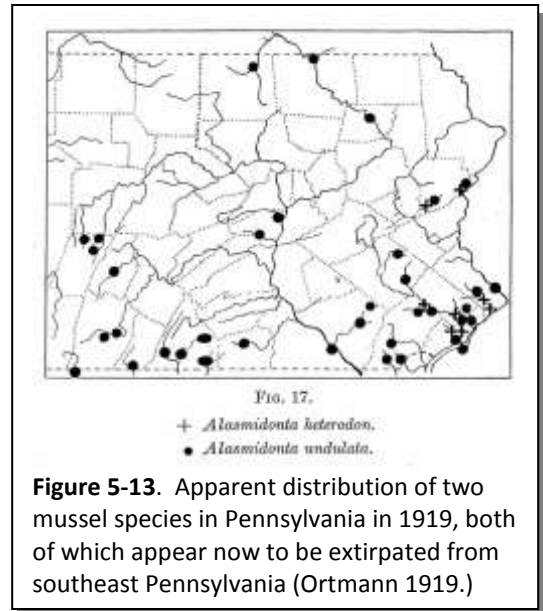 FIG. 17.
+ Alasmidonta heterodon.
● Alasmidonta undulata.
Figure 5-13. Apparent distribution of two
mussel species in Pennsylvania in 1919, both
of which appear now to be extirpated from
southeast Pennsylvania (Ortmann 1919.)